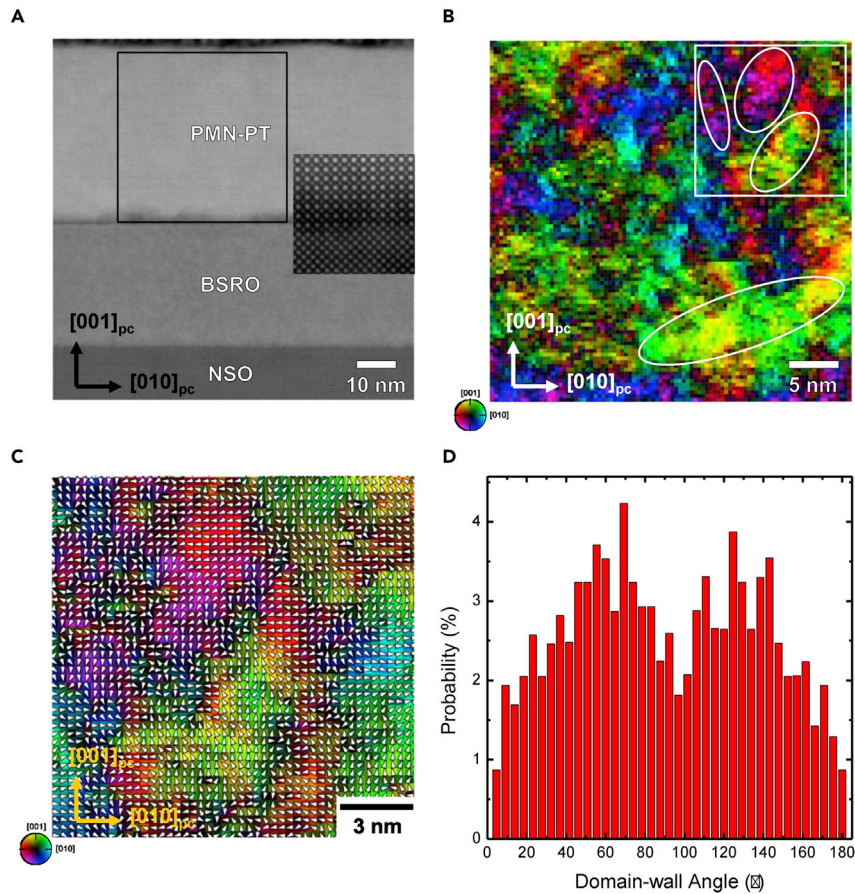 A
PMN-PT
BSRO
[001]pc
[010]pc
NSO
10 nm
B
[001]pc
[010]pc
5 nm
[001]
[010]
C
[001]pc
[010]pc
3 nm
[001]
[010]
D
Probability (%)
4
3
2
1
0
0 20 40 60 80 100 120 140 160 180
Domain-wall Angle (□)